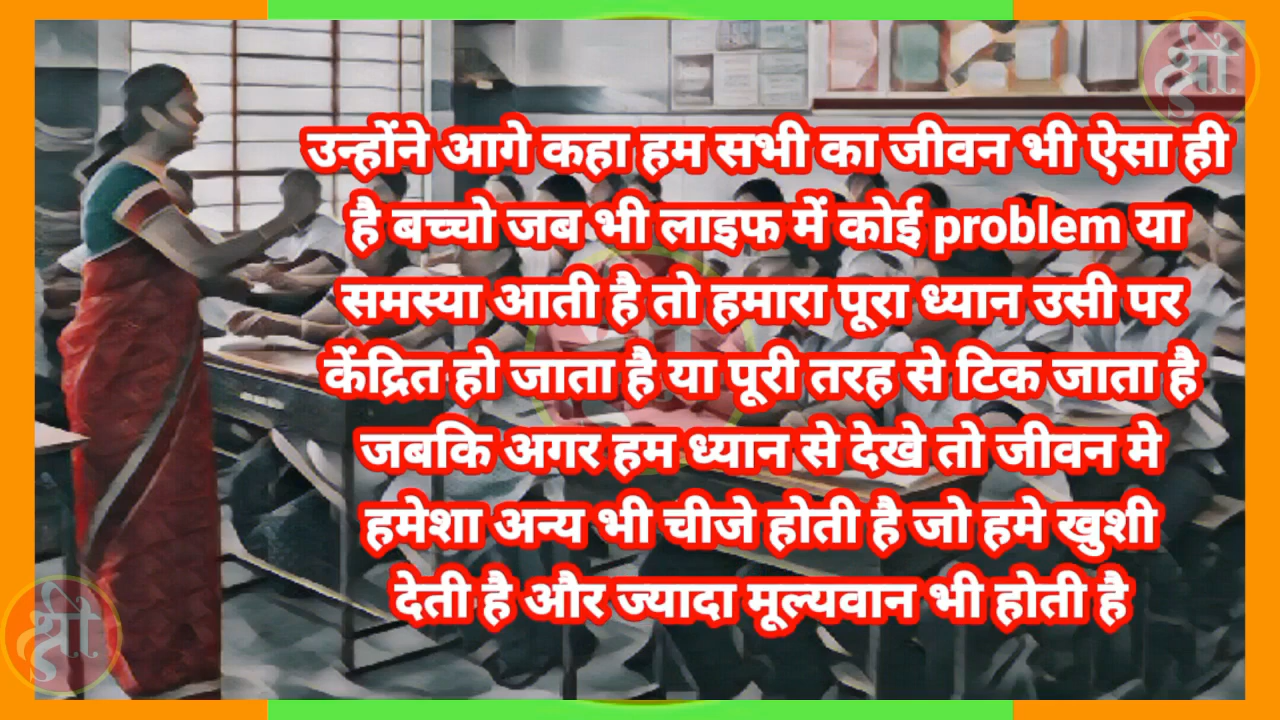 श्री
उन्होंने आगे कहा हम सभी का जीवन भी ऐसा ही
है बच्चो जब भी लाइफ में कोई problem या
समस्या आती है तो हमारा पूरा ध्यान उसी पर
केंद्रित हो जाता है या पूरी तरह से टिक जाता है
जबकि अगर हम ध्यान से देखे तो जीवन मे
हमेशा अन्य भी चीजे होती है जो हमे खुशी
देती है और ज्यादा मूल्यवान भी होती है
श्री